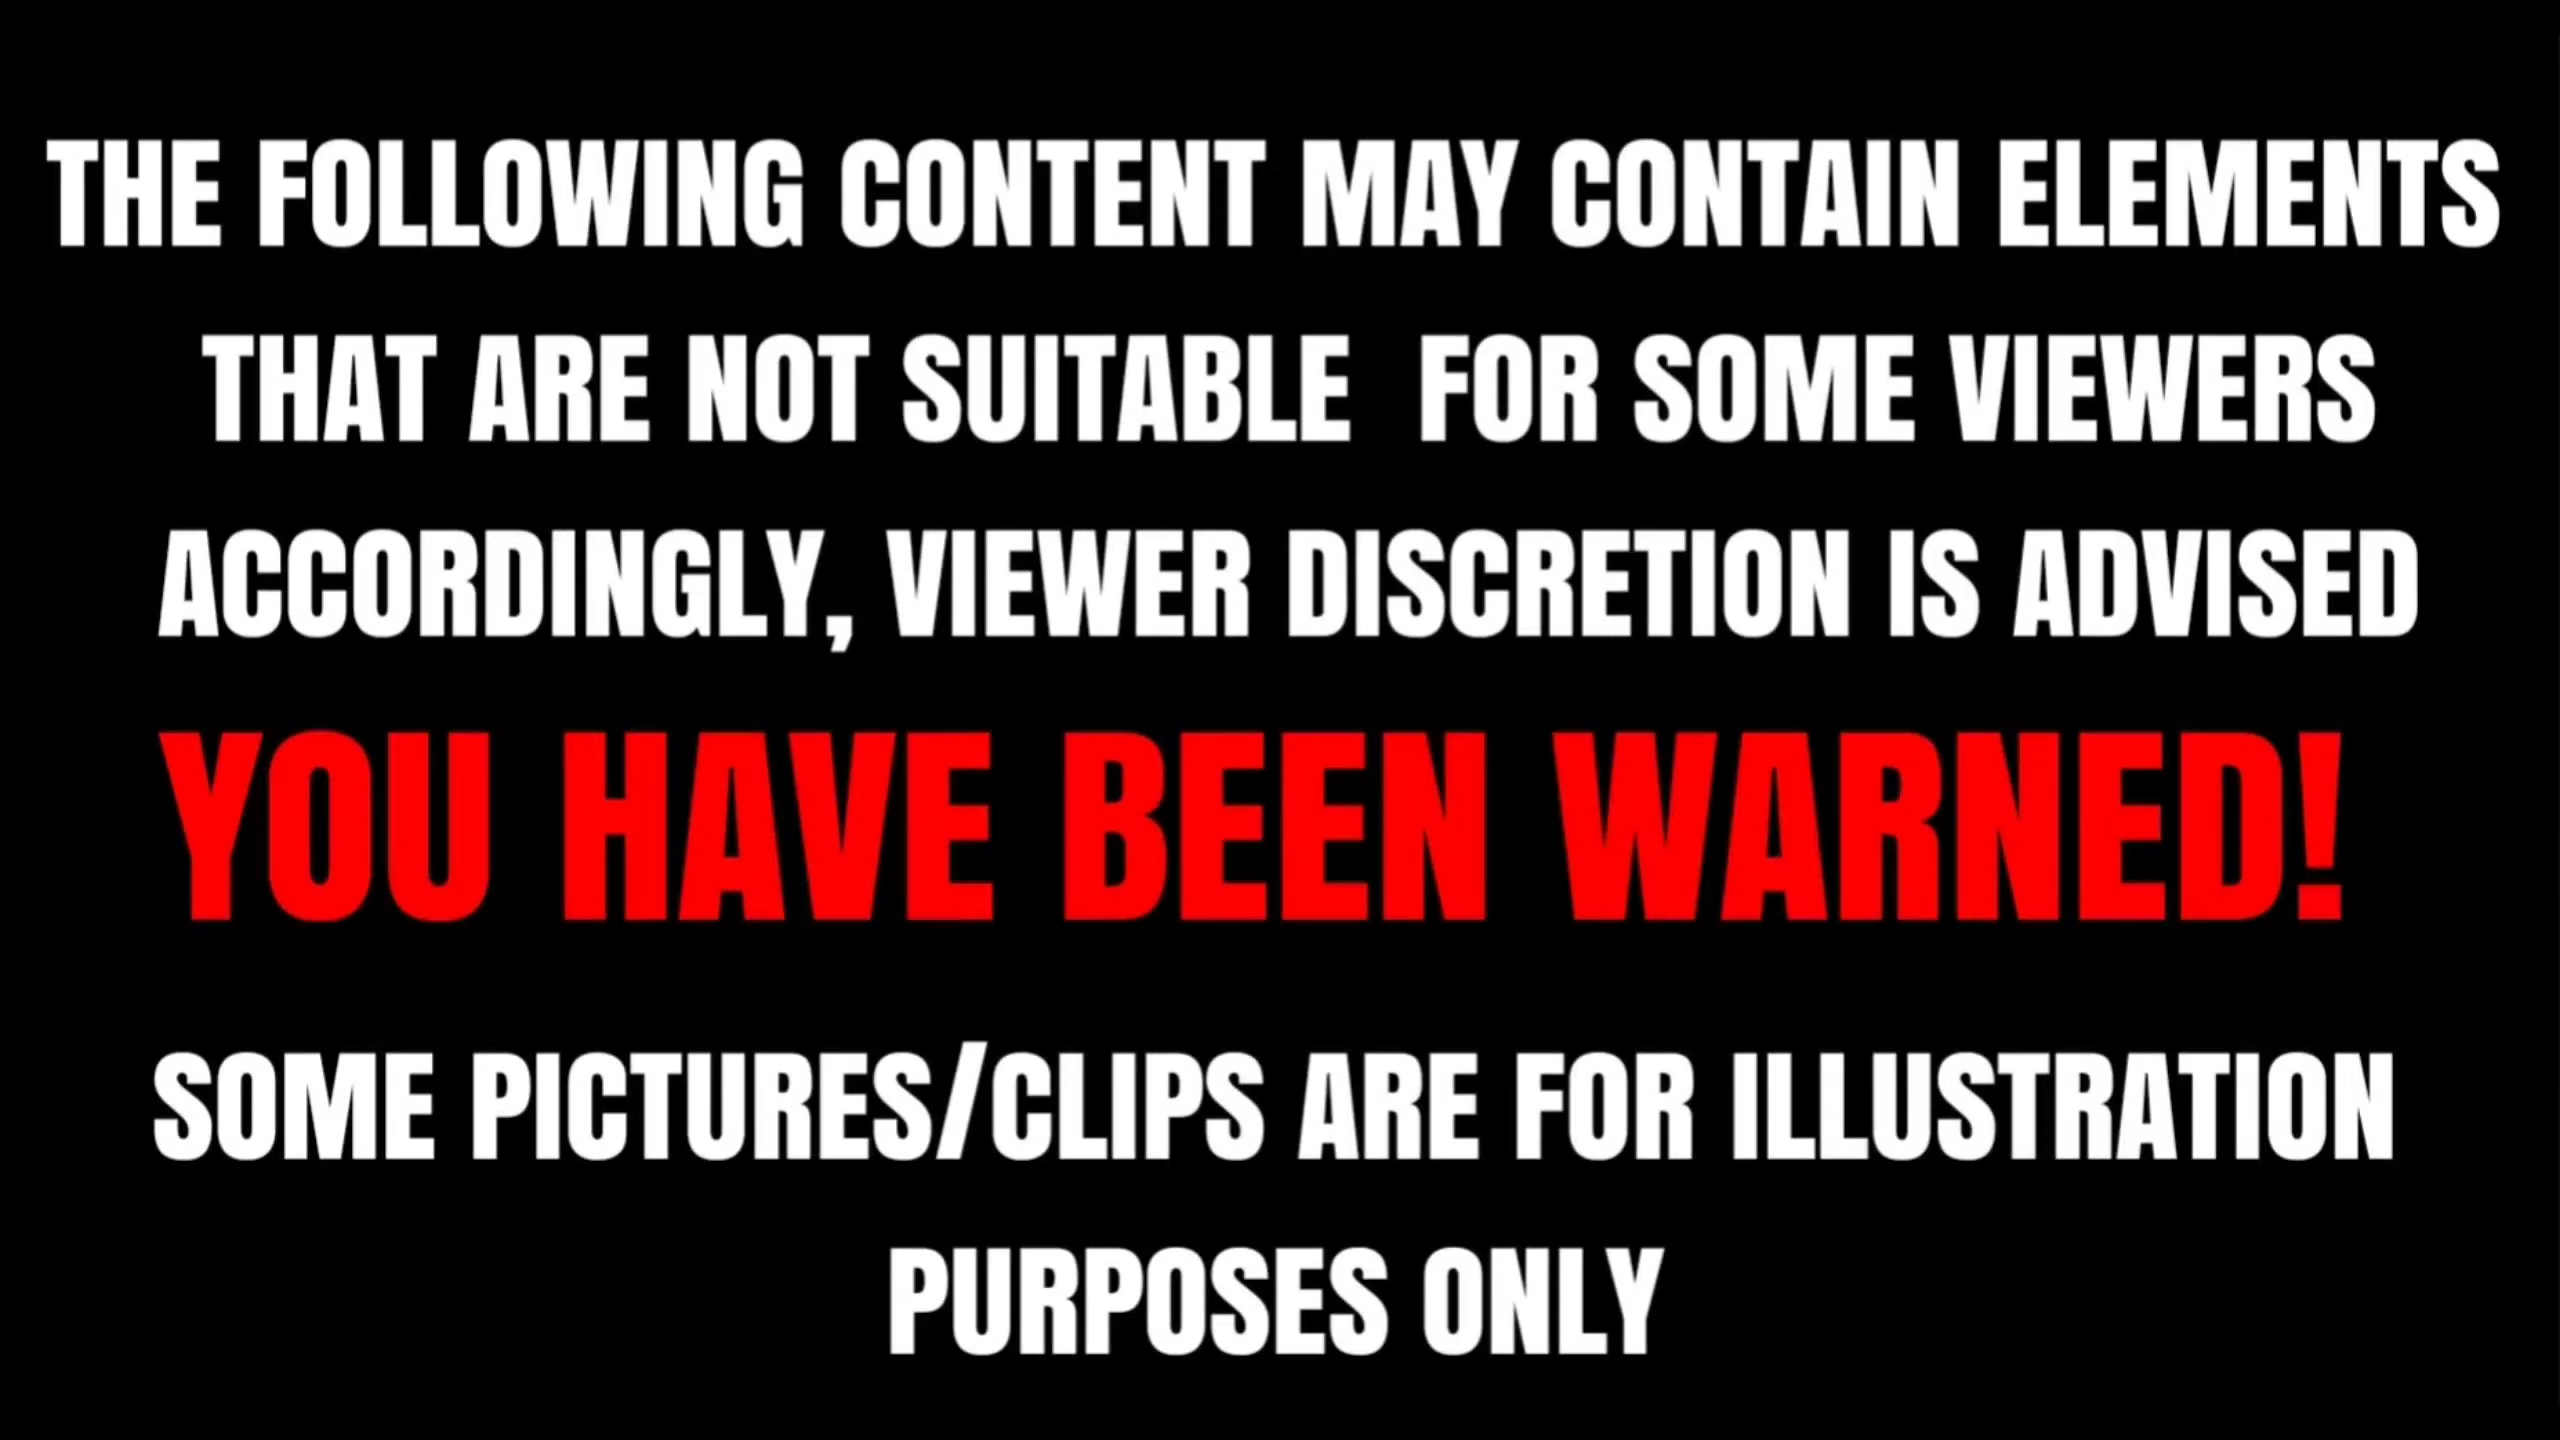 THE FOLLOWING CONTENT MAY CONTAIN ELEMENTS
THAT ARE NOT SUITABLE  FOR SOME VIEWERS
ACCORDINGLY, VIEWER DISCRETION IS ADVISED
YOU HAVE BEEN WARNED!
SOME PICTURES/CLIPS ARE FOR ILLUSTRATION
PURPOSES ONLY